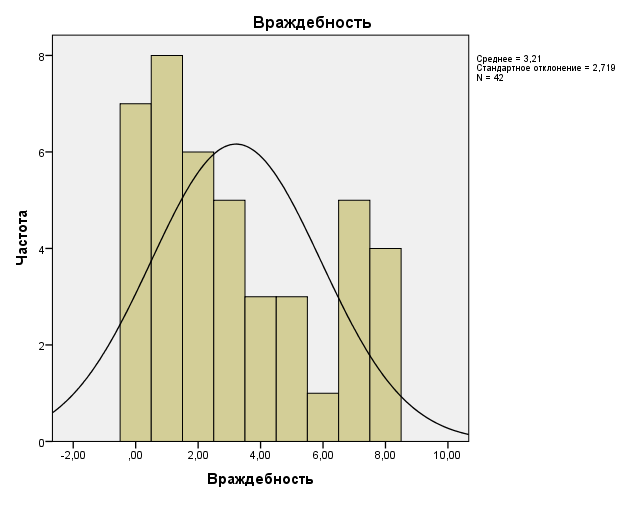 Враждебность
Среднее = 3,21
Стандартное отклонение = 2,719
N = 42
Частота
8
6
4
2
0
-2,00 ,00 2,00 4,00 6,00 8,00 10,00
Враждебность